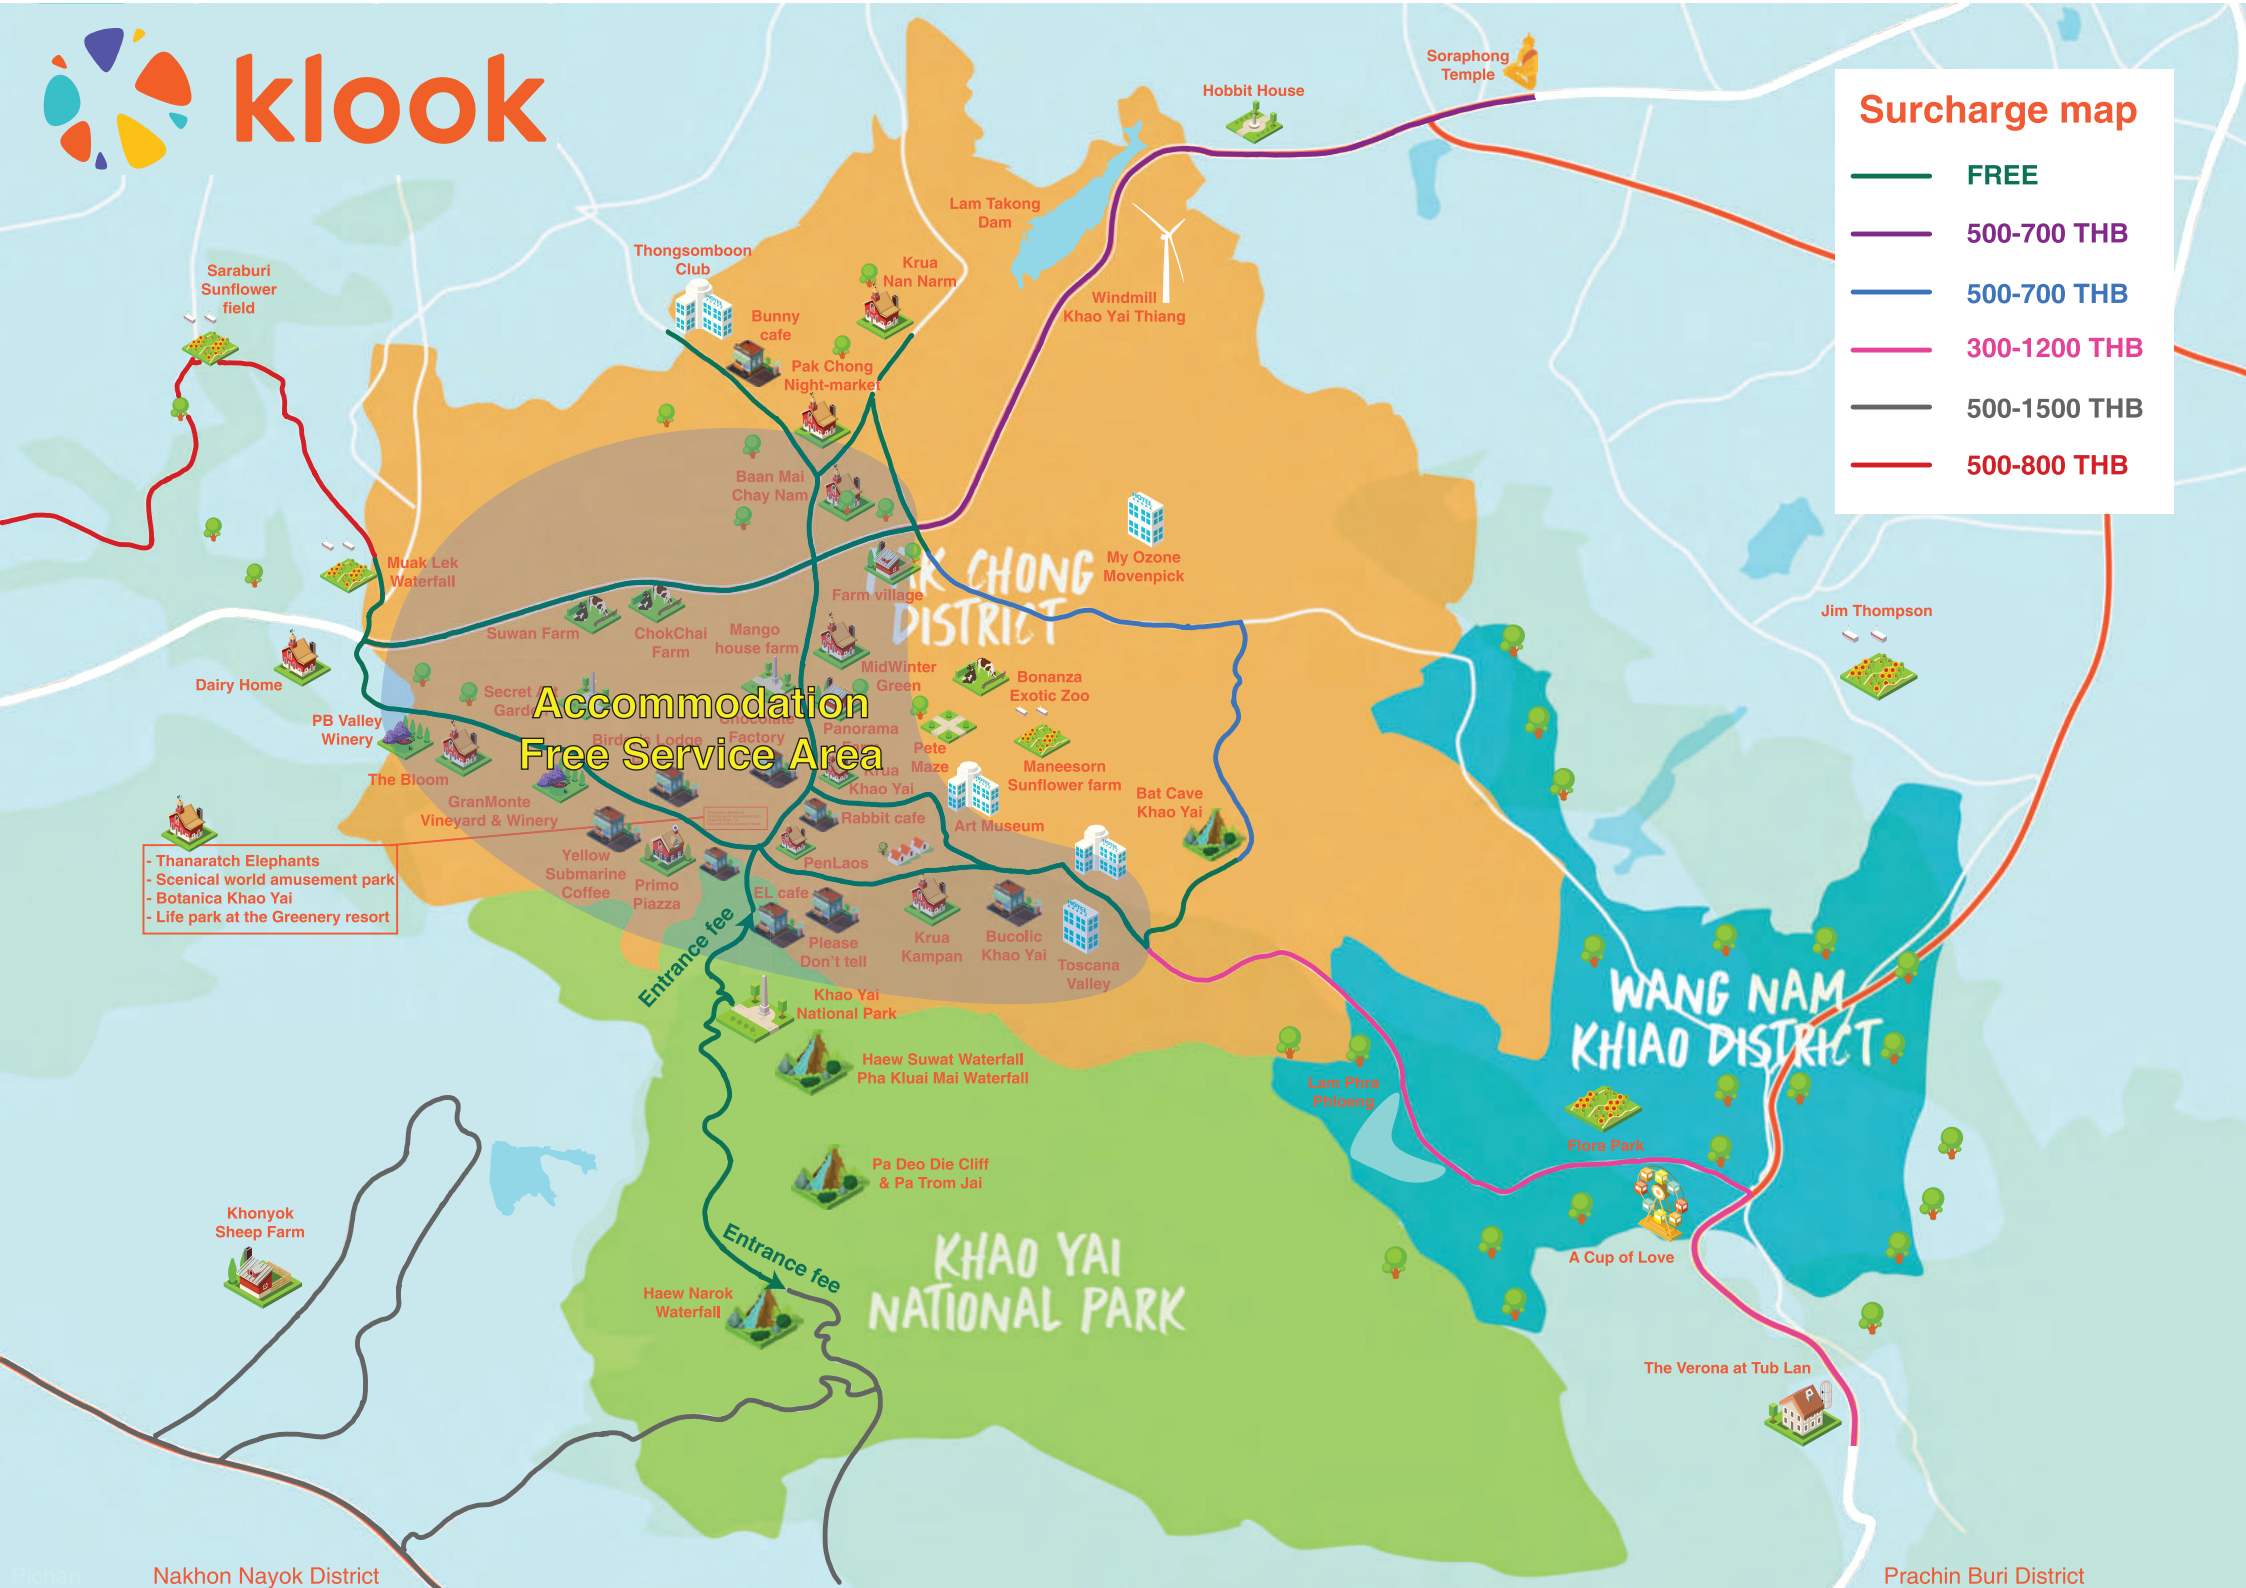 klook
Surcharge map
FREE
500-700 THB
500-700 THB
300-1200 THB
500-1500 THB
500-800 THB
Soraphong
Temple
Hobbit House
Lam Takong
Dam
Windmill
Khao Yai Thiang
Thongsomboon
Club
Krua
Nan Narm
Bunny
cafe
Pak Chong
Night-market
Saraburi
Sunflower
field
Baan Mai
Chay Nam
Muak Lek
Waterfall
PAK CHONG
DISTRICT
My Ozone
Movenpick
Farm village
Suwan Farm
ChokChai
Farm
Mango
house farm
Jim Thompson
Dairy Home
MidWinter
Green
Bonanza
Exotic Zoo
Secret
Accommodation
Free Service Area
PB Valley
Winery
Birder's Lodge
Chocolate
Factory
Panorama
Pete
Maze
Krua
Khao Yai
Maneesorn
Sunflower farm
The Bloom
GranMonte
Vineyard & Winery
Bat Cave
Khao Yai
Rabbit cafe
Art Museum
- Thanaratch Elephants
- Scenical world amusement park
- Botanica Khao Yai
- Life park at the Greenery resort
Yellow
Submarine
Coffee
Primo
Piazza
PenLaos
EL cafe
Please
Don't tell
Krua
Kampan
Bucolic
Khao Yai
Toscana
Valley
Entrance fee
Khao Yai
National Park
WANG NAM
KHIAO DISTRICT
Haew Suwat Waterfall
Pha Kluai Mai Waterfall
Lam Phra
Phloeng
Flora Park
Pa Deo Die Cliff
& Pa Trom Jai
Khonyok
Sheep Farm
Entrance fee
KHAO YAI
NATIONAL PARK
A Cup of Love
Haew Narok
Waterfall
The Verona at Tub Lan
Pichan
Nakhon Nayok District
Prachin Buri District